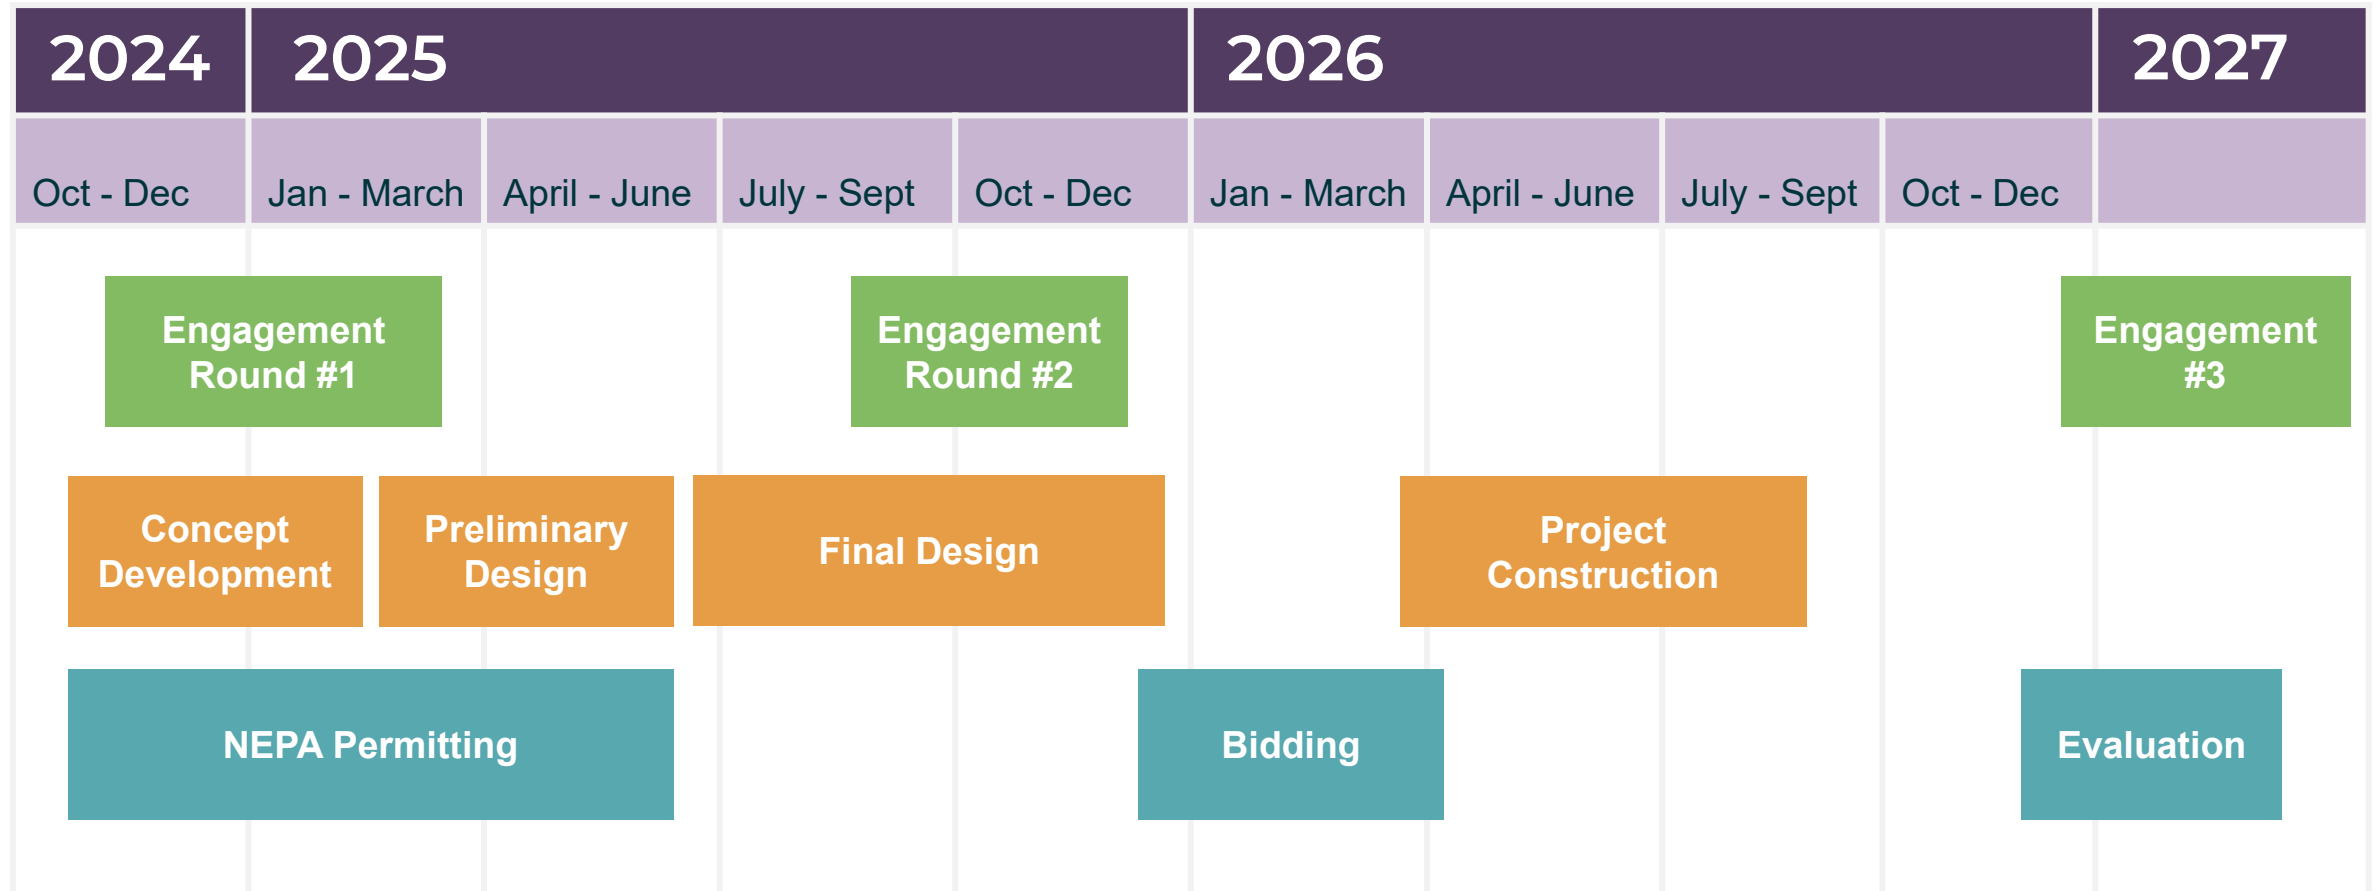 2024 2025 2026 2027
Oct - Dec Jan - March April - June July - Sept Oct - Dec Jan - March April - June July - Sept Oct - Dec
Engagement
Round #1
Engagement
Round #2
Engagement
#3
Concept
Development
Preliminary
Design
Final Design
Project
Construction
NEPA Permitting
Bidding
Evaluation